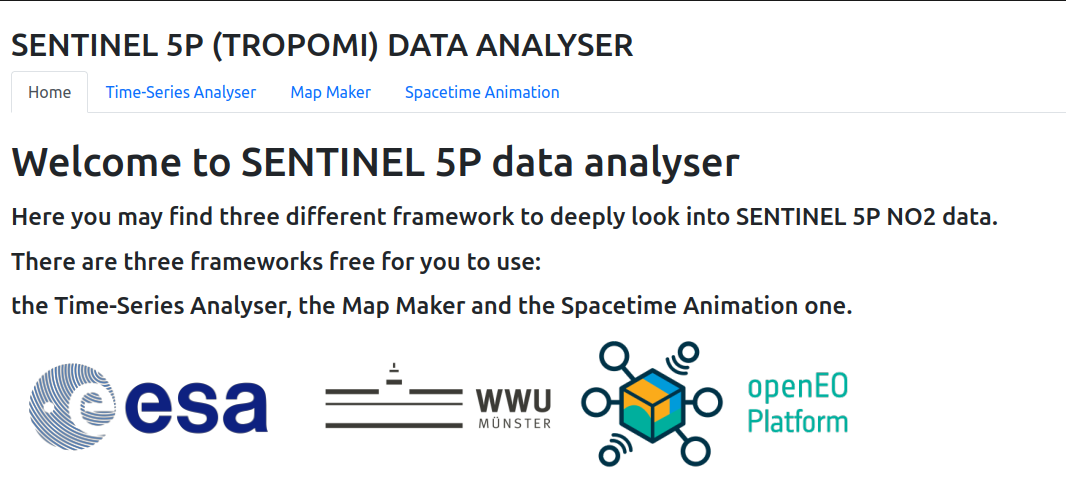 SENTINEL 5P (TROPOMI) DATA ANALYSER
Home Time-Series Analyser Map Maker Spacetime Animation
Welcome to SENTINEL 5P data analyser
Here you may find three different framework to deeply look into SENTINEL 5P NO2 data.
There are three frameworks free for you to use:
the Time-Series Analyser, the Map Maker and the Spacetime Animation one.
esa
WWU
MÜNSTER
openEO
Platform